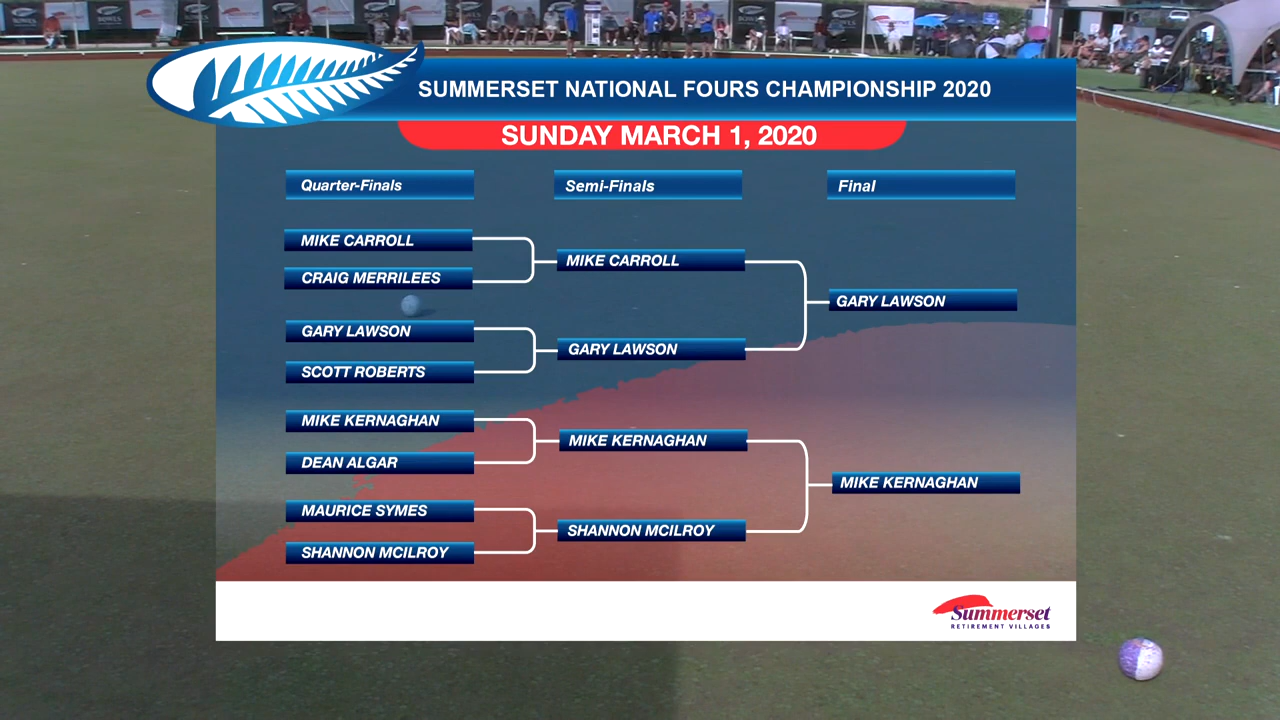 SUMMERSET NATIONAL FOURS CHAMPIONSHIP 2020
SUNDAY MARCH 1, 2020
Quarter-Finals
Semi-Finals
Final
MIKE CARROLL
CRAIG MERRILEES
GARY LAWSON
SCOTT ROBERTS
MIKE KERNAGHAN
DEAN ALGAR
MAURICE SYMES
SHANNON MCILROY
MIKE CARROLL
GARY LAWSON
MIKE KERNAGHAN
SHANNON MCILROY
GARY LAWSON
MIKE KERNAGHAN
Summerset
RETIREMENT VILLAGES